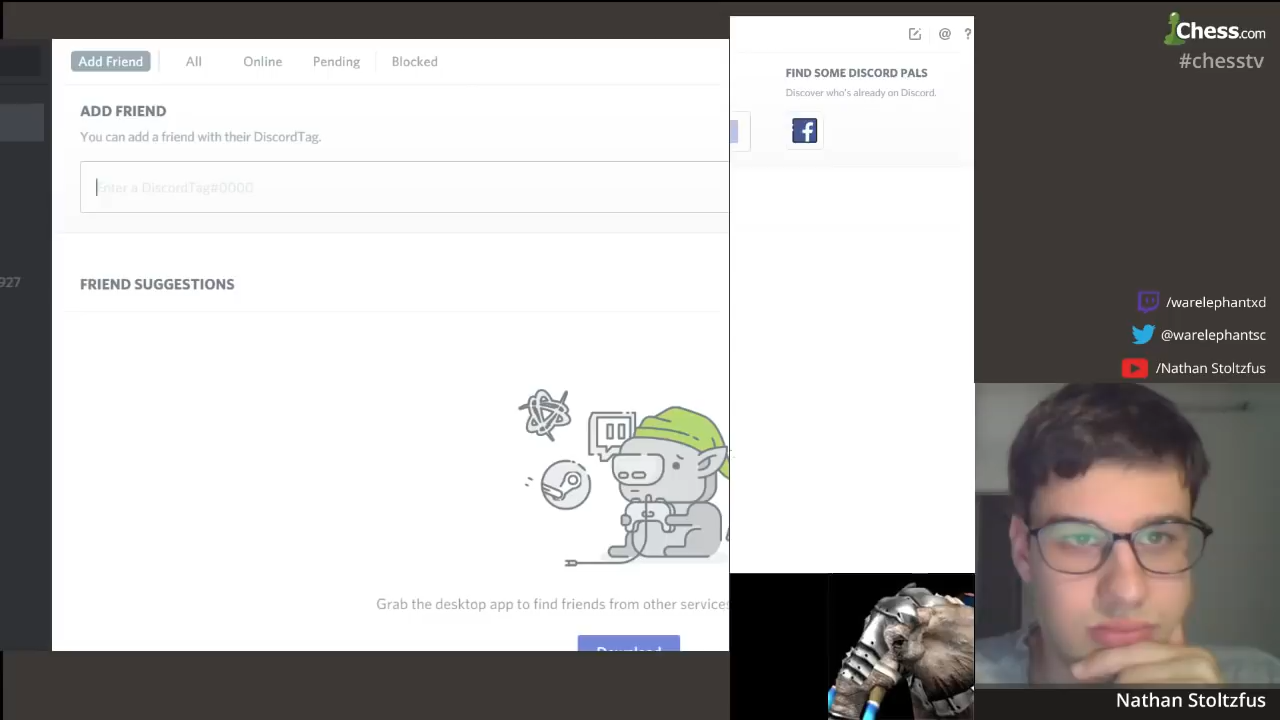 Add Friend
All
Online
Pending
Blocked
ADD FRIEND
You can add a friend with their DiscordTag.
Enter a DiscordTag#0000
FRIEND SUGGESTIONS
Grab the desktop app to find friends from other services
Download
927
@
?
FIND SOME DISCORD PALS
Discover who's already on Discord.
f
Chess.com
#chesstv
/warelephantxd
@warelephantsc
/Nathan Stoltzfus
Nathan Stoltzfus